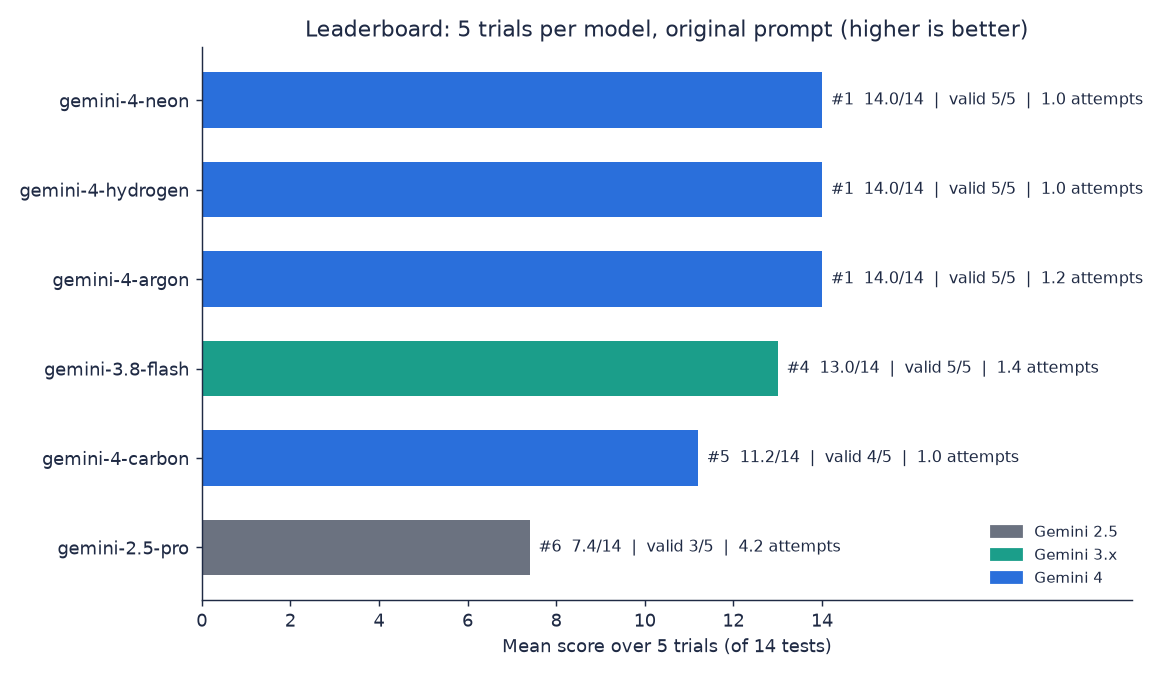 Leaderboard: 5 trials per model, original prompt (higher is better)
gemini-4-neon
#1  14.0/14  |  valid 5/5  |  1.0 attempts
gemini-4-hydrogen
#1  14.0/14  |  valid 5/5  |  1.0 attempts
gemini-4-argon
#1  14.0/14  |  valid 5/5  |  1.2 attempts
gemini-3.8-flash
#4  13.0/14  |  valid 5/5  |  1.4 attempts
gemini-4-carbon
#5  11.2/14  |  valid 4/5  |  1.0 attempts
gemini-2.5-pro
#6  7.4/14  |  valid 3/5  |  4.2 attempts
Gemini 2.5
Gemini 3.x
Gemini 4
0 2 4 6 8 10 12 14
Mean score over 5 trials (of 14 tests)